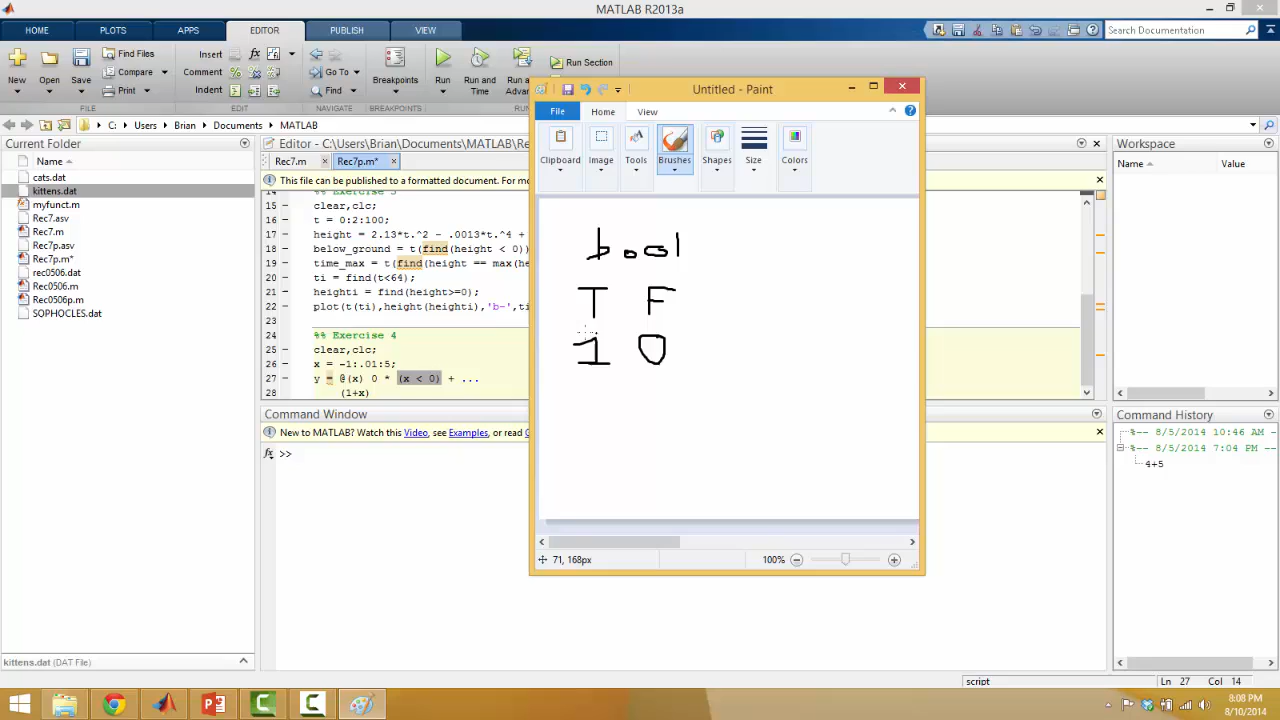 MATLAB R2013a
HOME PLOTS APPS EDITOR PUBLISH VIEW
Search Documentation
New Open Save Find Files Compare Print
Insert Comment Indent fx
Go To Find
Breakpoints Run Run and Time Run Section
FILE EDIT NAVIGATE BREAKPOINTS
C: Users Brian Documents MATLAB
Current Folder
Name
cats.dat
kittens.dat
myfunct.m
Rec7.asv
Rec7.m
Rec7p.asv
Rec7p.m*
rec0506.dat
Rec0506.m
Rec0506p.m
SOPHOCLES.dat
kittens.dat (DAT File)
Editor - C:\Users\Brian\Documents\MATLAB\Re
Rec7.m Rec7p.m*
This file can be published to a formatted document. For mo
15 clear,clc;
16 t = 0:2:100;
17 height = 2.13*t.^2 - .0013*t.^4 +
18 below_ground = t(find(height < 0))
19 time_max = t(find(height == max(he
20 ti = find(t<64);
21 heighti = find(height>=0);
22 plot(t(ti),height(heighti),'b-',ti
23
24 %% Exercise 4
25 clear,clc;
26 x = -1:.01:5;
27 y = @(x) 0 * (x < 0) + ...
28 (1+x)
Command Window
New to MATLAB? Watch this Video, see Examples, or read G
fx >>
Untitled - Paint
File Home View
Clipboard Image Tools Brushes Shapes Size Colors
bool
T F
1 0
71, 168px
100%
Workspace
Name Value
Command History
%-- 8/5/2014 10:46 AM --
%-- 8/5/2014 7:04 PM --
4+5
script Ln 27 Col 14
8:08 PM
8/10/2014